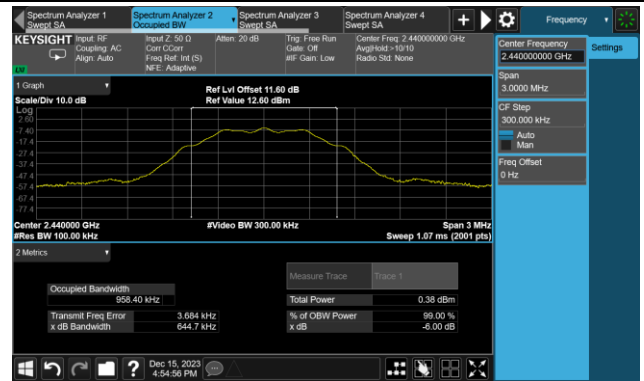 Spectrum Analyzer 1
Swept SA
Spectrum Analyzer 2
Occupied BW
Spectrum Analyzer 3
Swept SA
Spectrum Analyzer 4
Swept SA
Frequency
KEYSIGHT
Input: RF
Coupling: AC
Align: Auto
Input Z: 50 Ω
Corr CCorr
Freq Ref: Int (S)
NFE: Adaptive
Atten: 20 dB
Trig: Free Run
Gate: Off
#IF Gain: Low
Center Freq: 2.440000000 GHz
Avg|Hold:>10/10
Radio Std: None
Center Frequency
2.440000000 GHz
Settings
Span
3.0000 MHz
CF Step
300.000 kHz
Auto
Man
Freq Offset
0 Hz
1 Graph
Scale/Div 10.0 dB
Ref Lvl Offset 11.60 dB
Ref Value 12.60 dBm
Log
2.60
-7.40
-17.4
-27.4
-37.4
-47.4
-57.4
-67.4
-77.4
Center 2.440000 GHz
#Video BW 300.00 kHz
Span 3 MHz
#Res BW 100.00 kHz
Sweep 1.07 ms (2001 pts)
2 Metrics
Measure Trace
Trace 1
Occupied Bandwidth
958.40 kHz
Total Power
0.38 dBm
Transmit Freq Error
3.684 kHz
% of OBW Power
99.00 %
x dB Bandwidth
644.7 kHz
x dB
-6.00 dB
Dec 15, 2023
4:54:56 PM